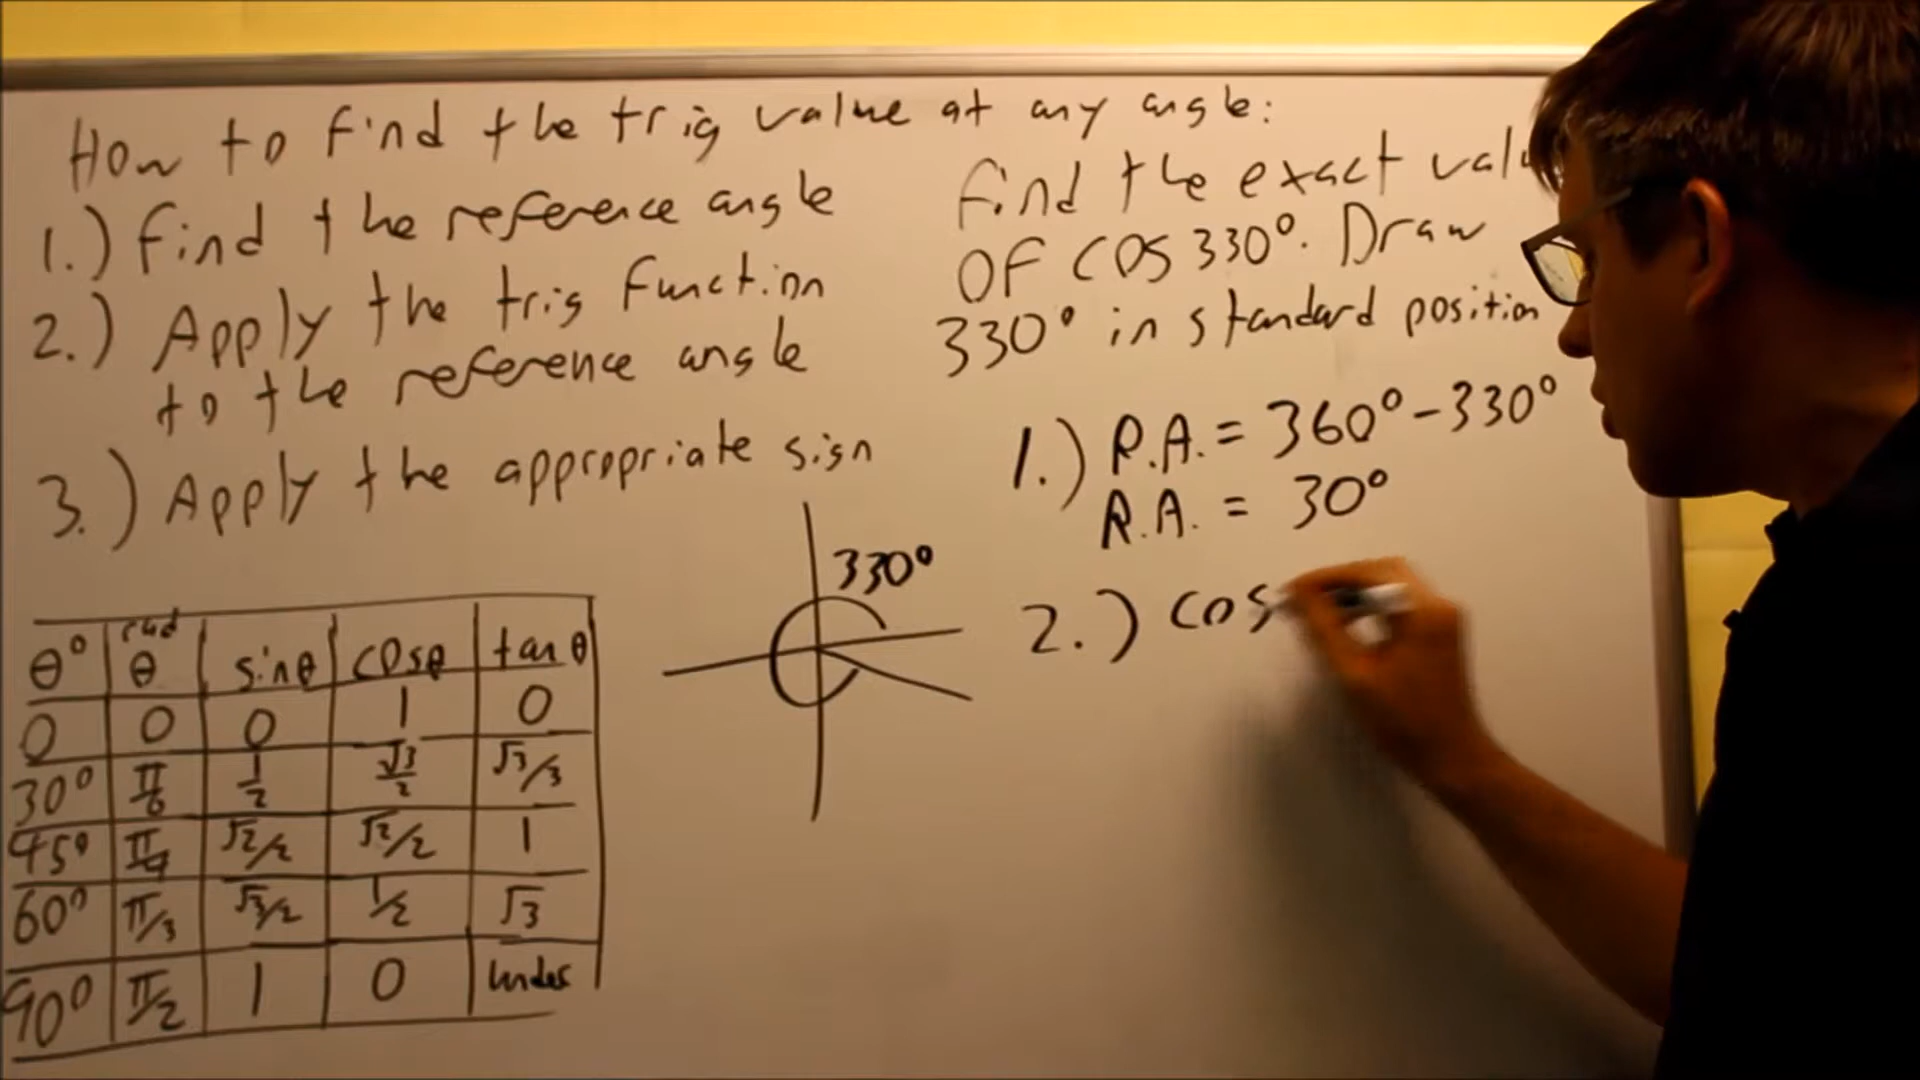 How to find the trig value at any angle:
1.) Find the reference angle
2.) Apply the trig function
to the reference angle
3.) Apply the appropriate sign
Find the exact
of cos 330°. Draw
330° in standard position
1.) R.A. = 360° - 330°
R.A. = 30°
2.) cos
330°
θ° rad θ sinθ cosθ tanθ
0 0 0 1 0
30° π/6 1/2 √3/2 √3/3
45° π/4 √2/2 √2/2 1
60° π/3 √3/2 1/2 √3
90° π/2 1 0 undef